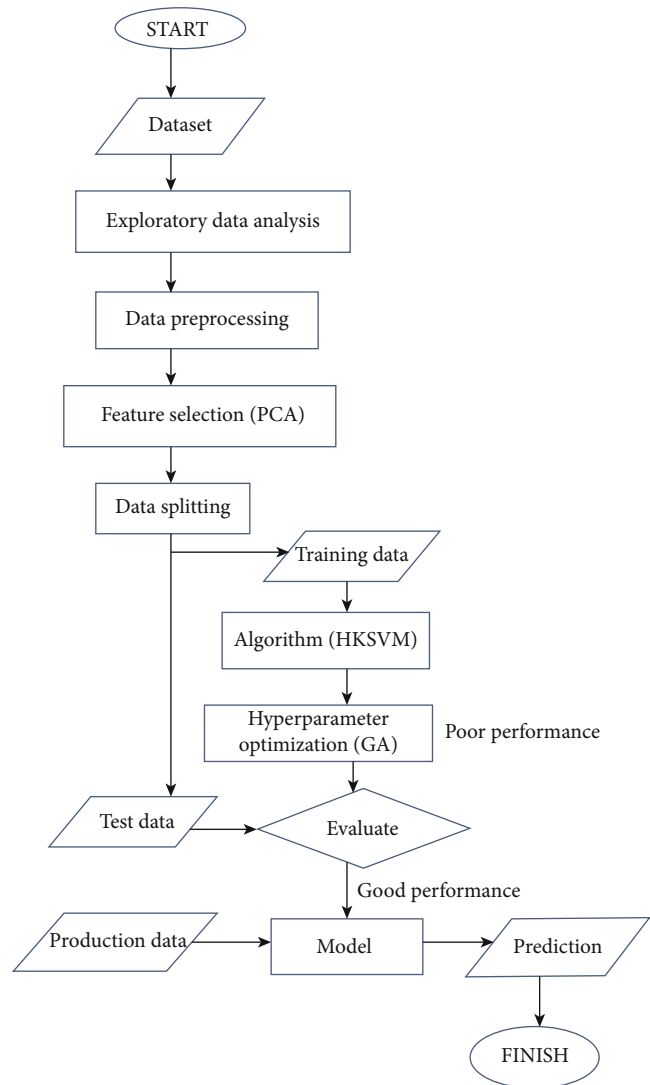 START
Dataset
Exploratory data analysis
Data preprocessing
Feature selection (PCA)
Data splitting
Training data
Algorithm (HKSVM)
Hyperparameter
optimization (GA)
Poor performance
Test data
Evaluate
Good performance
Production data
Model
Prediction
FINISH